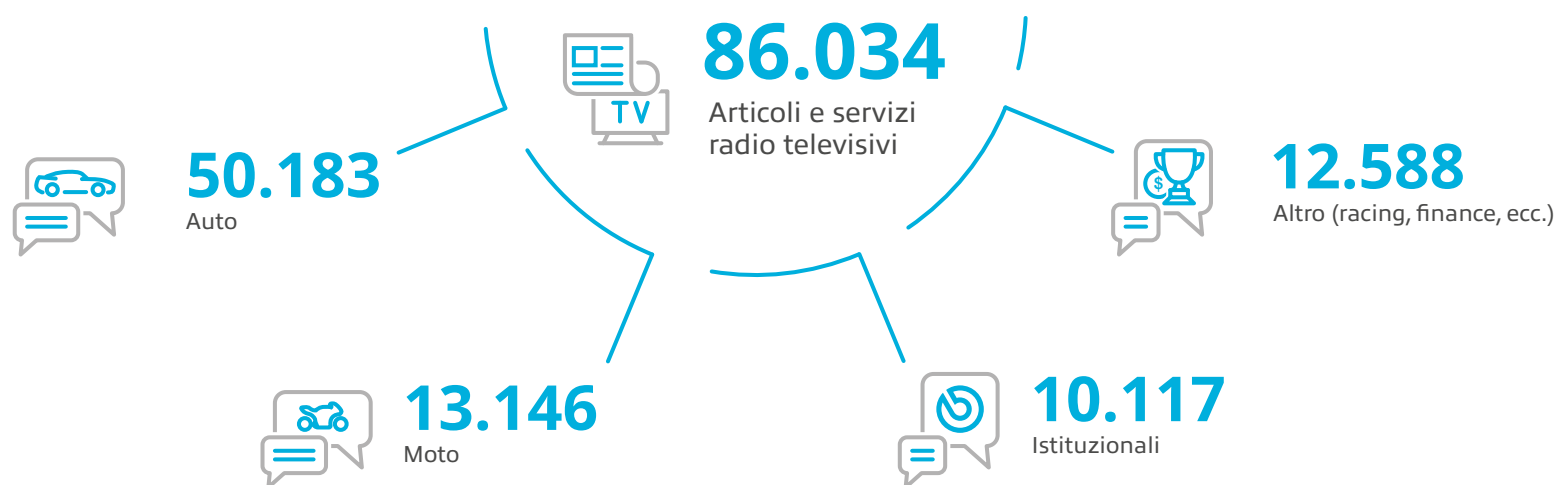 86.034
Articoli e servizi
radio televisivi
TV
50.183
Auto
12.588
Altro (racing, finance, ecc.)
$
13.146
Moto
10.117
Istituzionali